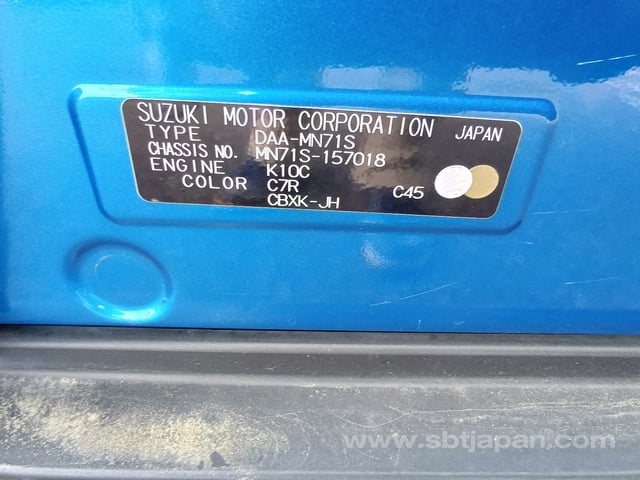 SUZUKI MOTOR CORPORATION JAPAN
TYPE DAA-MN71S
CHASSIS NO. MN71S-157018
ENGINE K10C
COLOR C7R C45
CBXK-JH
www.sbtjapan.com